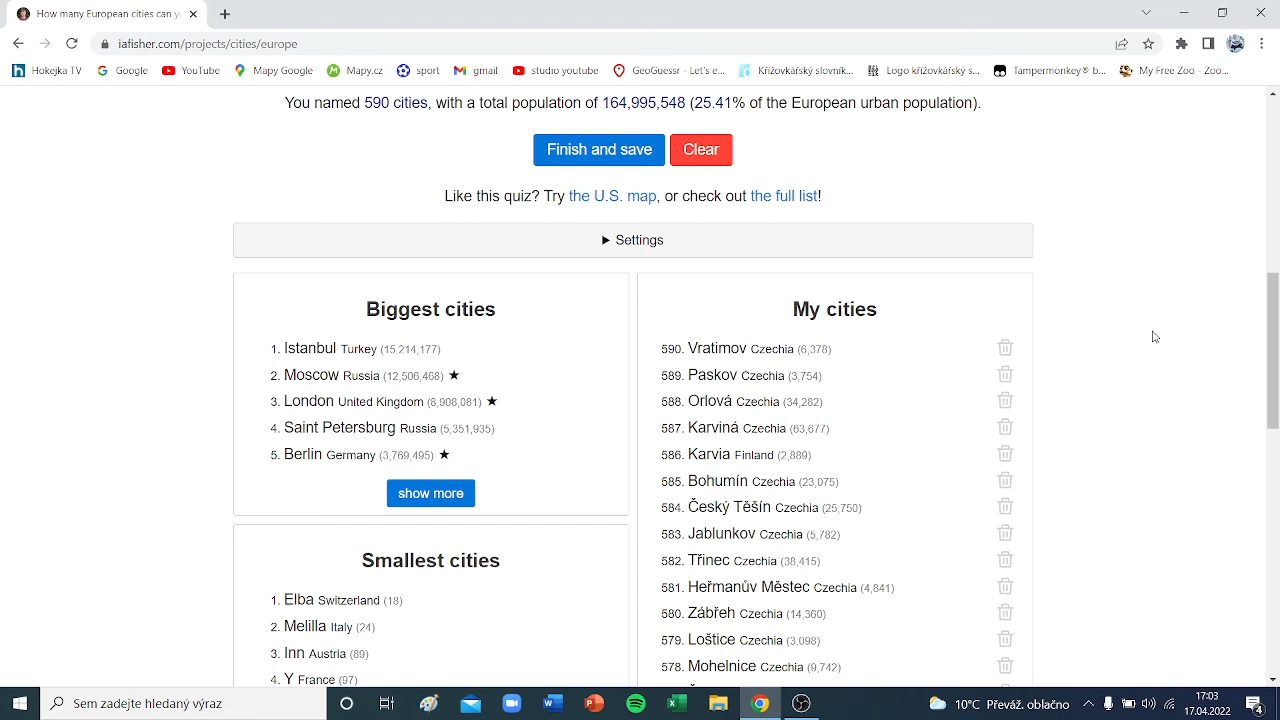 How many European cities can y
iafisher.com/projects/cities/europe
Hokejka TV Google YouTube Mapy Google Mapy.cz sport gmail studio youtube GeoGuessr - Let's e... Křížovkářský slovník... Logo křížovkářský s... Tampermonkey® b... My Free Zoo - Zoo...
You named 590 cities, with a total population of 164,995,548 (25.41% of the European urban population).
Finish and save Clear
Like this quiz? Try the U.S. map, or check out the full list!
▶ Settings
Biggest cities
1. Istanbul Turkey (15,214,177)
2. Moscow Russia (12,506,468) ★
3. London United Kingdom (8,908,081) ★
4. Saint Petersburg Russia (5,351,935)
5. Berlin Germany (3,769,495) ★
show more
Smallest cities
1. Elba Switzerland (18)
2. Malila Italy (24)
3. Inn Austria (89)
4. Y France (97)
My cities
590. Vratimov Czechia (6,378)
589. Paskov Czechia (3,754)
588. Orlová Czechia (34,282)
587. Karviná Czechia (63,677)
586. Karvia Finland (2,889)
585. Bohumín Czechia (23,075)
584. Český Těšín Czechia (25,750)
583. Jablunkov Czechia (5,782)
582. Třinec Czechia (38,415)
581. Heřmanův Městec Czechia (4,841)
580. Zábřeh Czechia (14,360)
579. Loštice Czechia (3,098)
578. Mohelnice Czechia (9,742)
Sem zadejte hledaný výraz
10°C Převáž. oblačno
17:03
17.04.2022
4